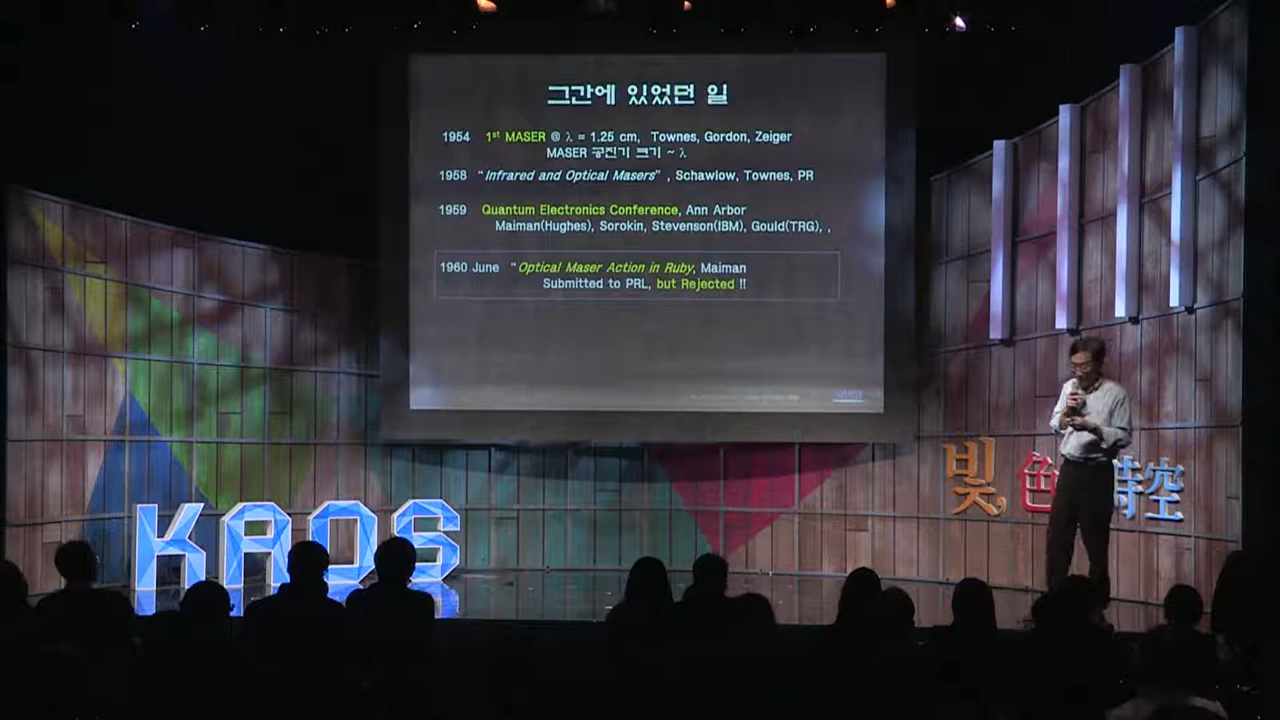 그간에 있었던 일
1954 1st MASER @ λ = 1.25 cm, Townes, Gordon, Zeiger
MASER 공진기 크기 ~ λ
1958 "Infrared and Optical Masers" , Schawlow, Townes, PR
1959 Quantum Electronics Conference, Ann Arbor
Maiman(Hughes), Sorokin, Stevenson(IBM), Gould(TRG), ,
1960 June "Optical Maser Action in Ruby, Maiman
Submitted to PRL, but Rejected !!
빛, 色 時控
KAOS